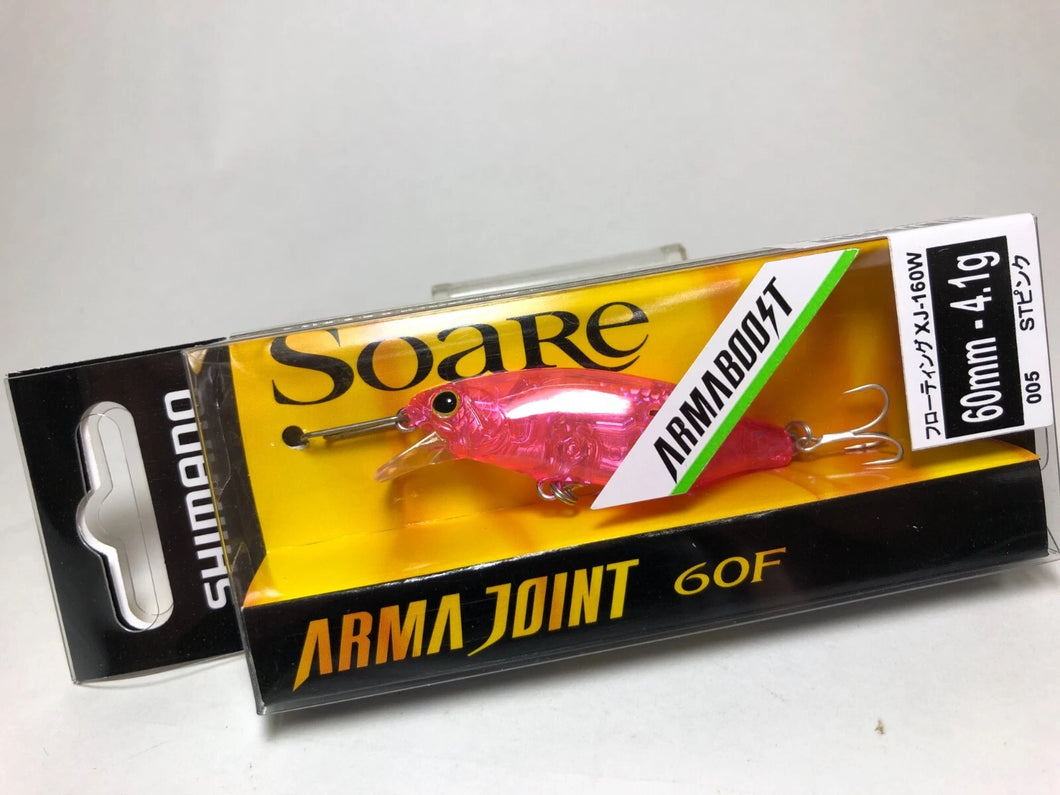 SHIMANO
SOARE
ARMABOOST
ARMA JOINT 60F
フローティング XJ-160W
60mm - 4.1g
005 STピンク